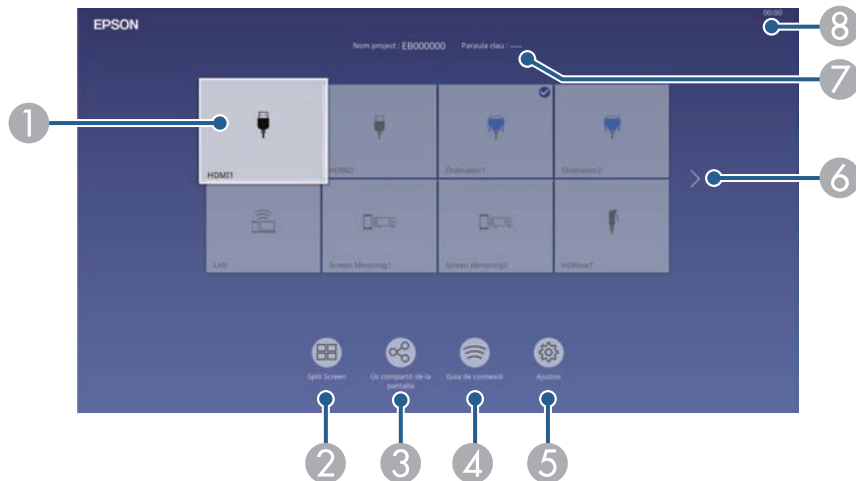 EPSON
00:00
8
Nom project : EB000000 Paraula clau : ----
7
1
HDMI1
HDMI2
Ordinador1
Ordinador2
6
LAN
Screen Mirroring1
Screen Mirroring2
HDBaseT
Split Screen
Ús compartit de la
pantalla
Guia de connexió
Ajustos
2
3
4
5